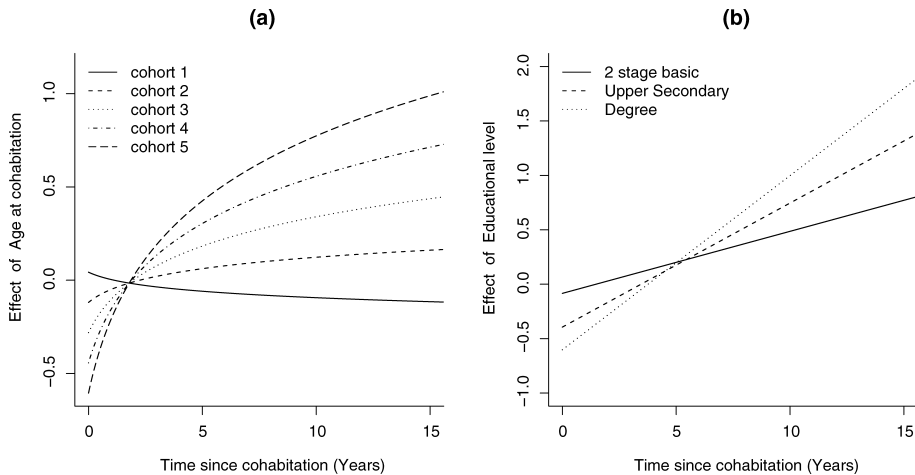 (a)
cohort 1
cohort 2
cohort 3
cohort 4
cohort 5
Effect of Age at cohabitation
1.0
0.5
0.0
−0.5
0
5
10
15
Time since cohabitation (Years)
(b)
2 stage basic
Upper Secondary
Degree
Effect of Educational level
2.0
1.5
1.0
0.5
0.0
−0.5
−1.0
0
5
10
15
Time since cohabitation (Years)